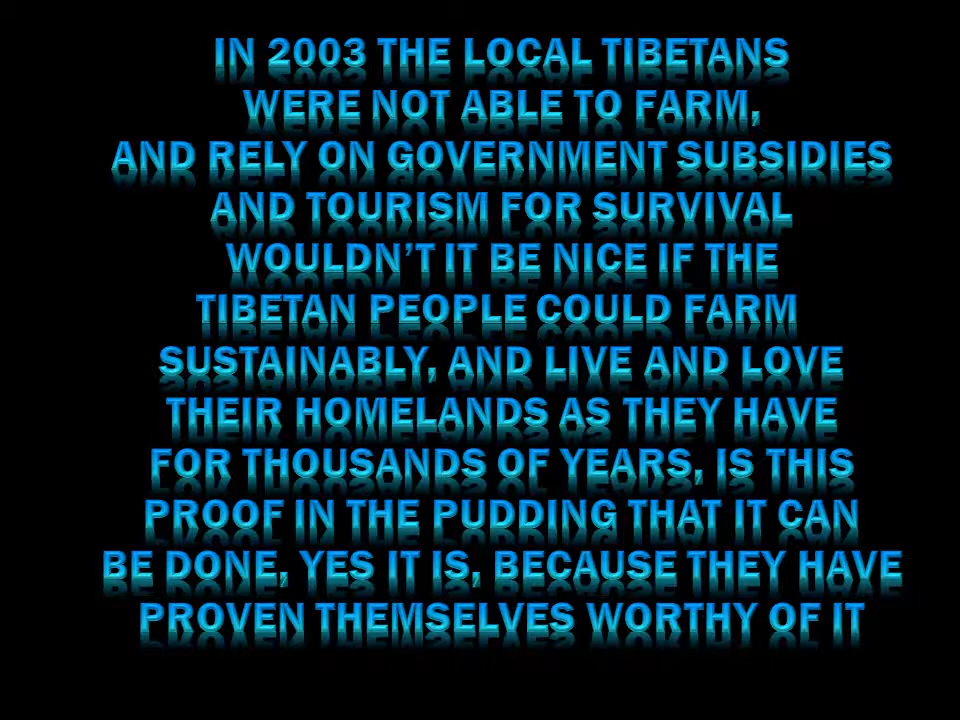 IN 2003 THE LOCAL TIBETANS
WERE NOT ABLE TO FARM,
AND RELY ON GOVERNMENT SUBSIDIES
AND TOURISM FOR SURVIVAL
WOULDN’T IT BE NICE IF THE
TIBETAN PEOPLE COULD FARM
SUSTAINABLY, AND LIVE AND LOVE
THEIR HOMELANDS AS THEY HAVE
FOR THOUSANDS OF YEARS, IS THIS
PROOF IN THE PUDDING THAT IT CAN
BE DONE, YES IT IS, BECAUSE THEY HAVE
PROVEN THEMSELVES WORTHY OF IT